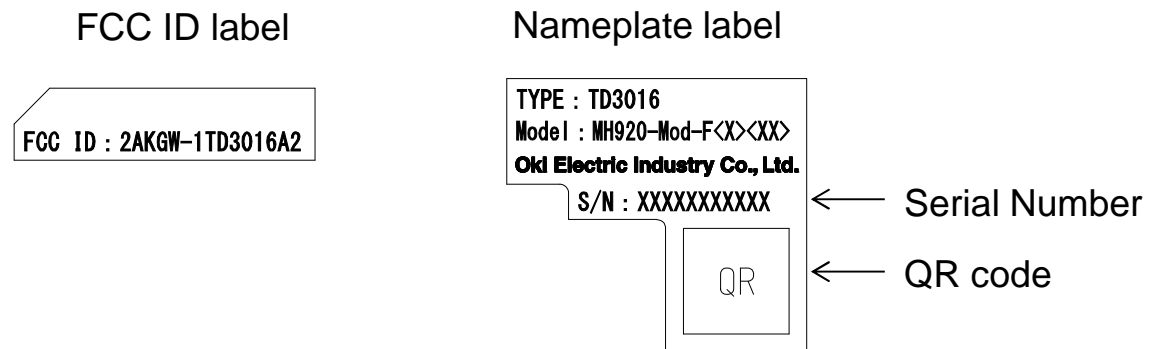 FCC ID label
FCC ID : 2AKGW-1TD3016A2
Nameplate label
TYPE : TD3016
Model : MH920-Mod-F<X><XX>
Oki Electric Industry Co., Ltd.
S/N : XXXXXXXXXXX
Serial Number
QR
QR code